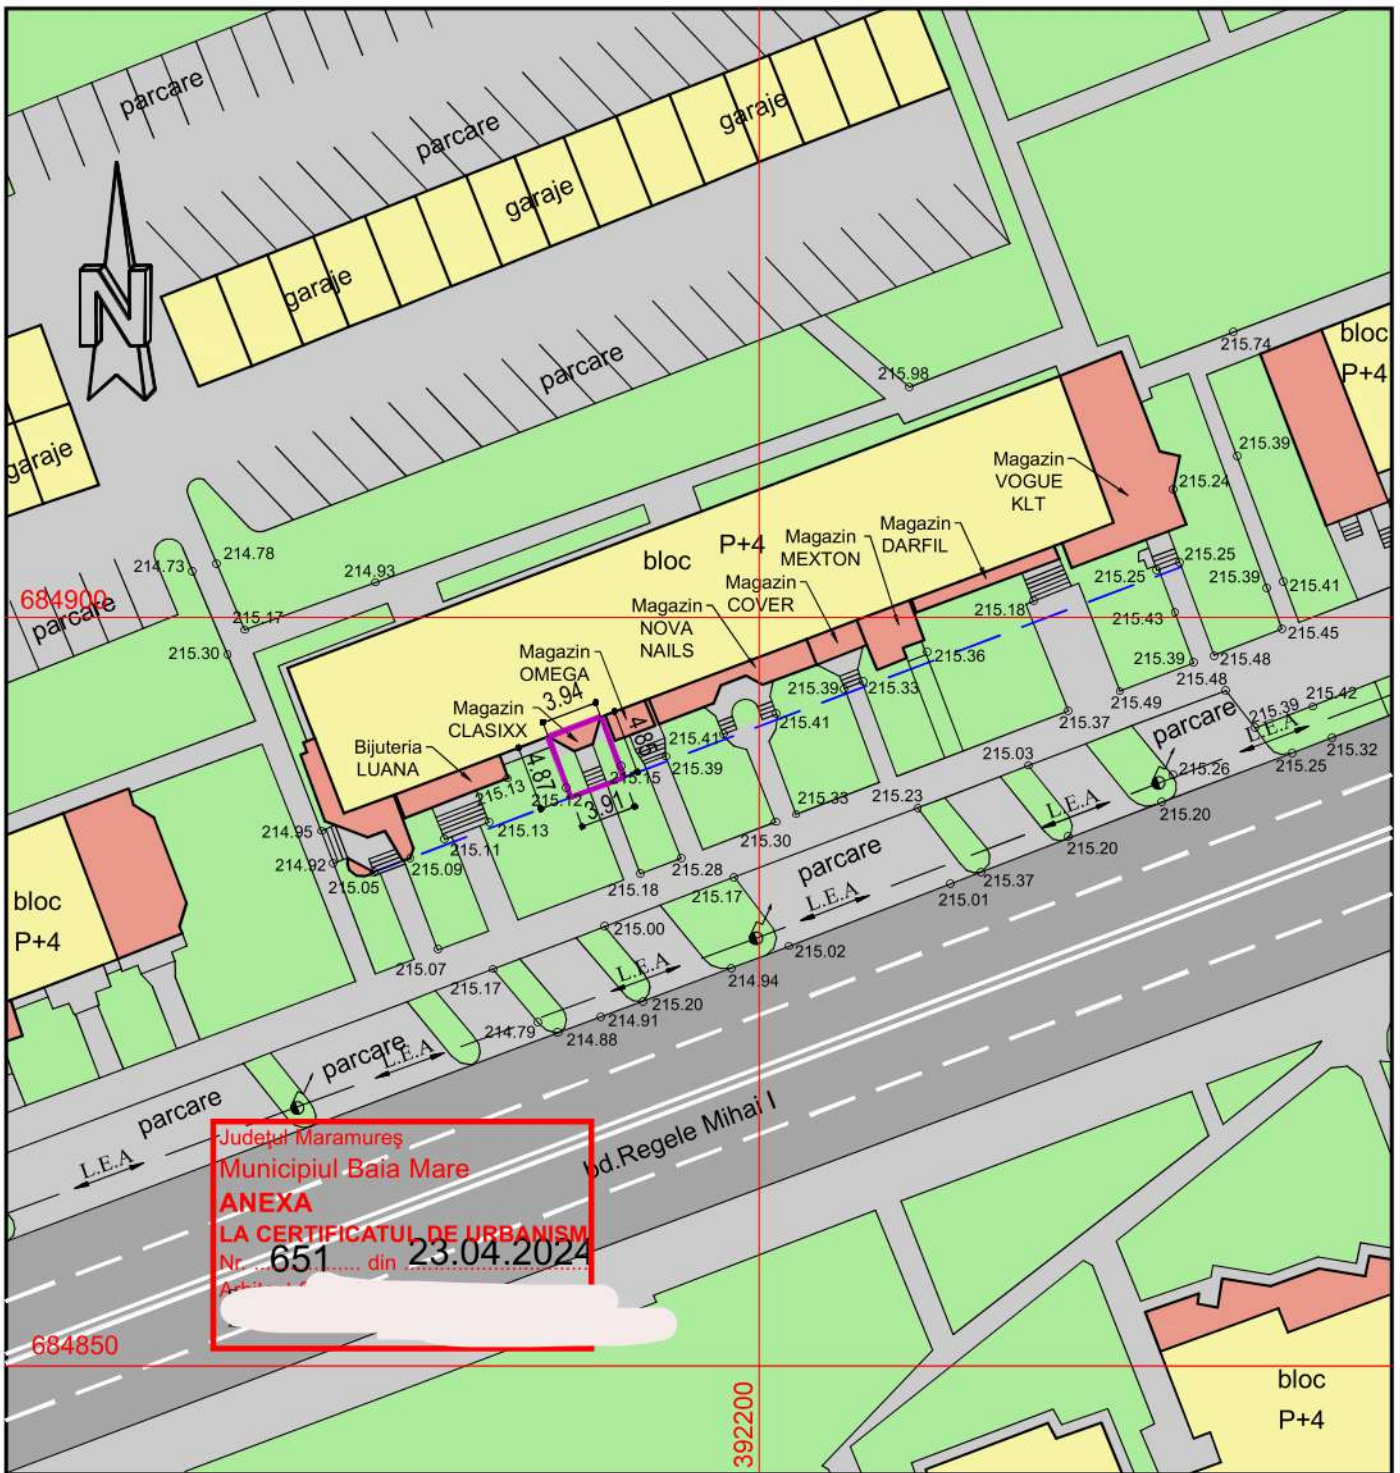 parcare
parcare
garaje
garaje
garaje
N
parcare
garaje
215.74
bloc
P+4
215.98
215.39
Magazin
VOGUE
KLT
215.24
bloc P+4
Magazin
DARFIL
Magazin
MEXTON
Magazin
COVER
Magazin
NOVA
NAILS
Magazin
OMEGA
Magazin
CLASIXX
Bijuteria
LUANA
214.73
214.78
214.93
684900
parcare
215.17
215.30
215.25
215.25
215.18
215.43
215.39
215.41
215.45
215.36
215.39
215.48
215.48
215.49
215.39
215.33
215.37
215.42
215.39
L.E.A
215.32
215.25
parcare
215.26
215.20
3.94
4.85
4.87
3.91
215.41
215.41
215.39
215.15
215.12
215.13
215.13
215.11
215.09
214.95
214.92
215.05
215.03
215.23
215.33
215.30
215.28
215.18
215.17
L.E.A
215.20
parcare
L.E.A
215.37
215.01
215.00
215.02
214.94
215.07
215.17
L.E.A
215.20
214.91
214.79
214.88
bloc
P+4
parcare
L.E.A
parcare
L.E.A
bd.Regele Mihai I
Județul Maramureș
Municipiul Baia Mare
ANEXA
LA CERTIFICATUL DE URBANISM
Nr. ...651... din 23.04.2024
684850
392200
bloc
P+4